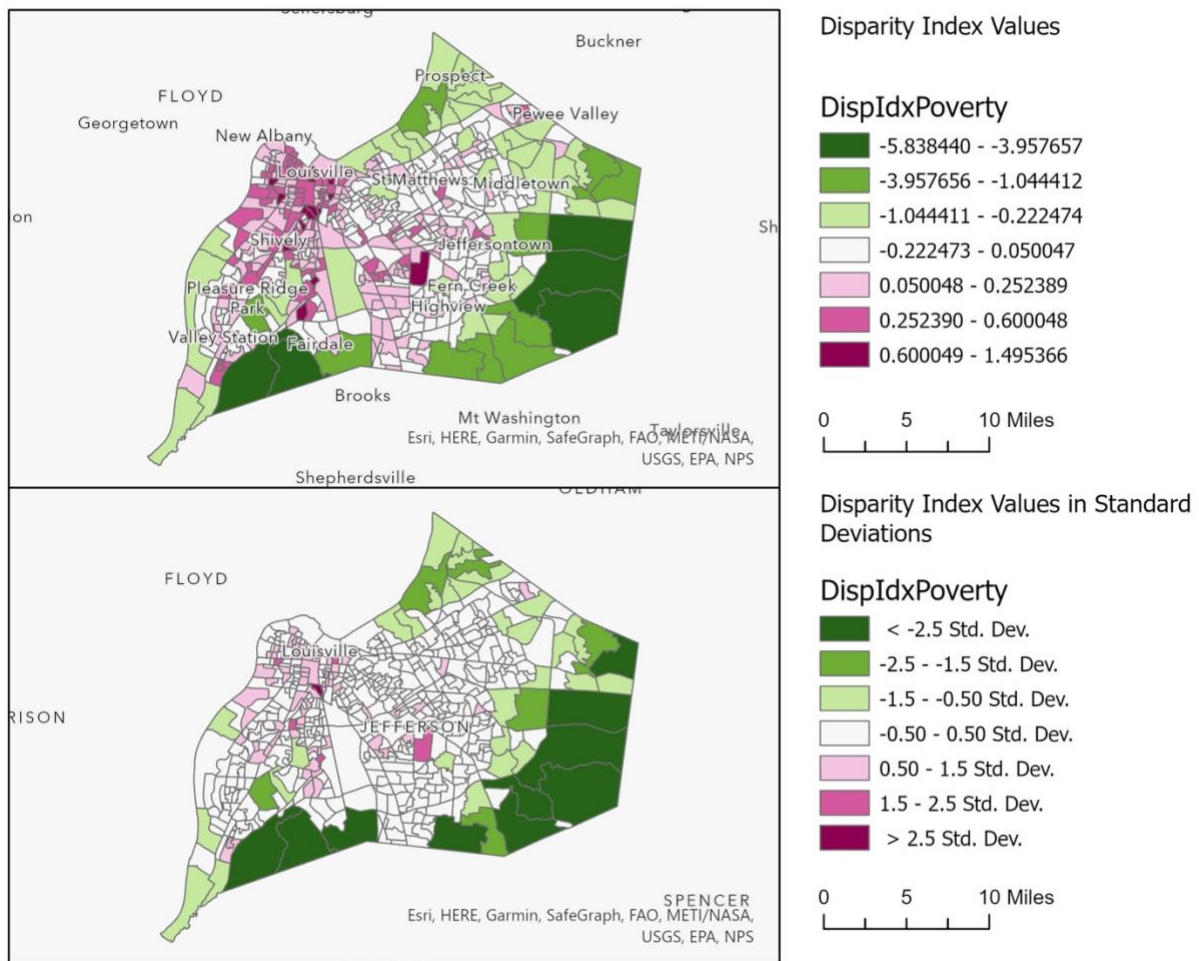 Buckner
Prospect
FLOYD
Georgetown
Pewee Valley
New Albany
Louisville
St Matthews
Middletown
on
Sh
Shively
Jeffersontown
Pleasure Ridge
Park
Fern Creek
Highview
Valley Station
Fairdale
Brooks
Mt Washington
Taylorsville
Esri, HERE, Garmin, SafeGraph, FAO, METI/NASA,
USGS, EPA, NPS
Shepherdsville
Disparity Index Values
DispIdxPoverty
-5.838440 - -3.957657
-3.957656 - -1.044412
-1.044411 - -0.222474
-0.222473 - 0.050047
0.050048 - 0.252389
0.252390 - 0.600048
0.600049 - 1.495366
0 5 10 Miles
OLDHAM
FLOYD
Louisville
RISON
JEFFERSON
SPENCER
Esri, HERE, Garmin, SafeGraph, FAO, METI/NASA,
USGS, EPA, NPS
Disparity Index Values in Standard
Deviations
DispIdxPoverty
< -2.5 Std. Dev.
-2.5 - -1.5 Std. Dev.
-1.5 - -0.50 Std. Dev.
-0.50 - 0.50 Std. Dev.
0.50 - 1.5 Std. Dev.
1.5 - 2.5 Std. Dev.
> 2.5 Std. Dev.
0 5 10 Miles